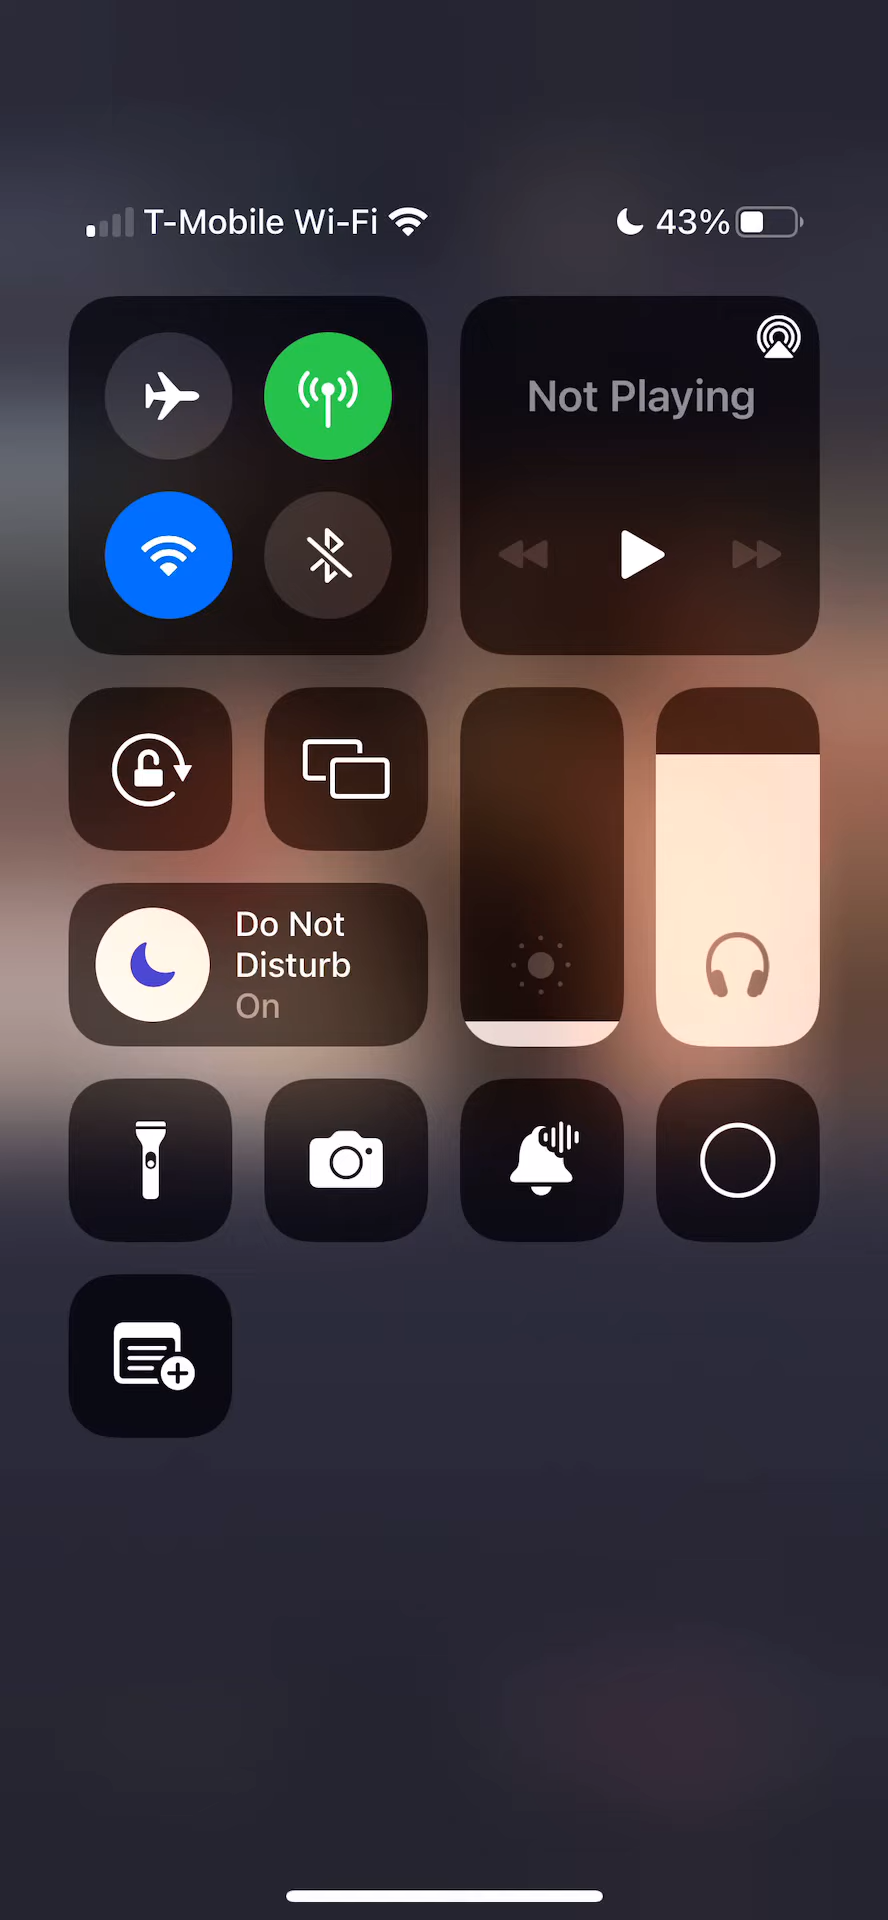 T-Mobile Wi-Fi 43%
Not Playing
Do Not
Disturb
On